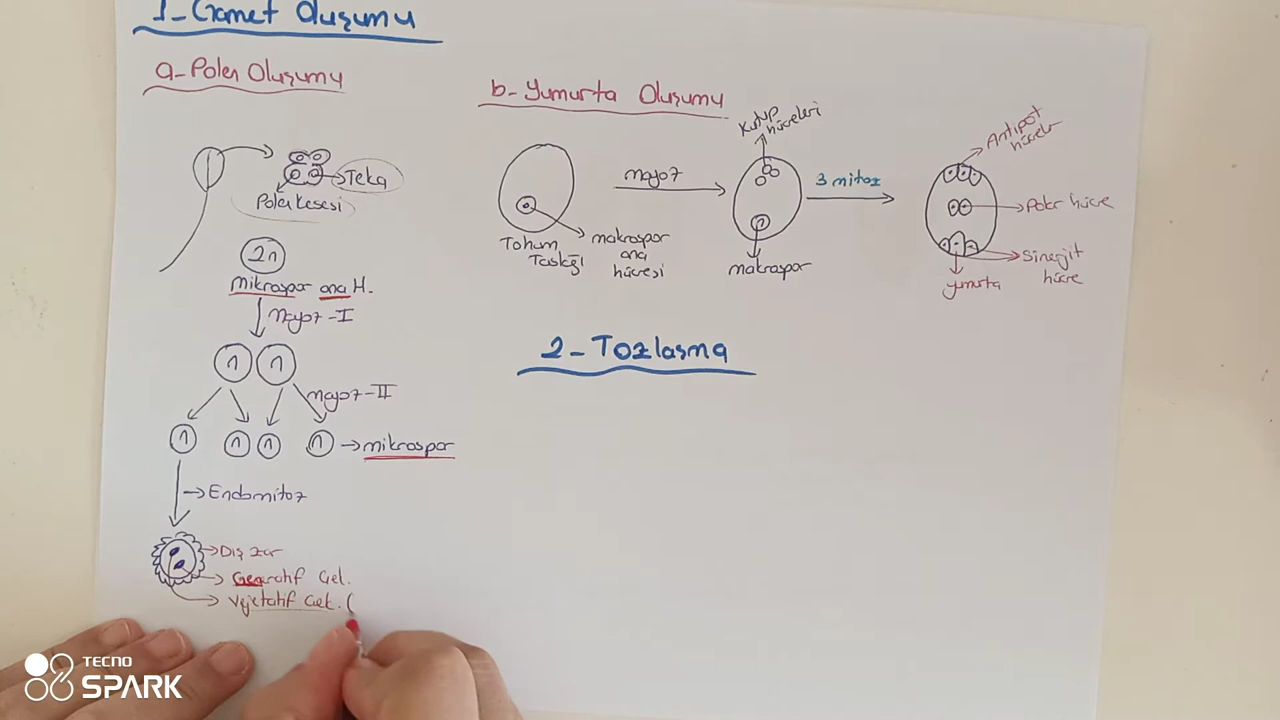 1-Gamet Oluşumu
a-Polen Oluşumu
Teka
Polen kesesi
2n
Mikrospor ana H.
Mayoz-I
n n
Mayoz-II
n n n n
mikrospor
Endomitoz
Dış zar
Generatif Çek.
Vejetatif Çek. (
b-Yumurta Oluşumu
Tohum
Taslağı
makrospor
ana
hücresi
mayoz
Kutup
hücreleri
n
makrospor
3 mitoz
Antipot
hücreler
Polar hücre
Sinerjit
hücre
yumurta
2-Tozlaşma
TECNO
SPARK